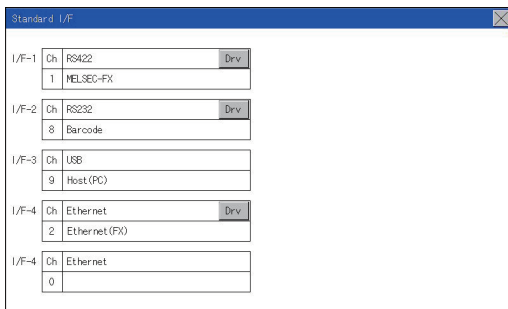 Standard I/F
I/F-1 Ch RS422 Drv
1 MELSEC-FX
I/F-2 Ch RS232 Drv
8 Barcode
I/F-3 Ch USB
9 Host(PC)
I/F-4 Ch Ethernet Drv
2 Ethernet(FX)
I/F-4 Ch Ethernet
0